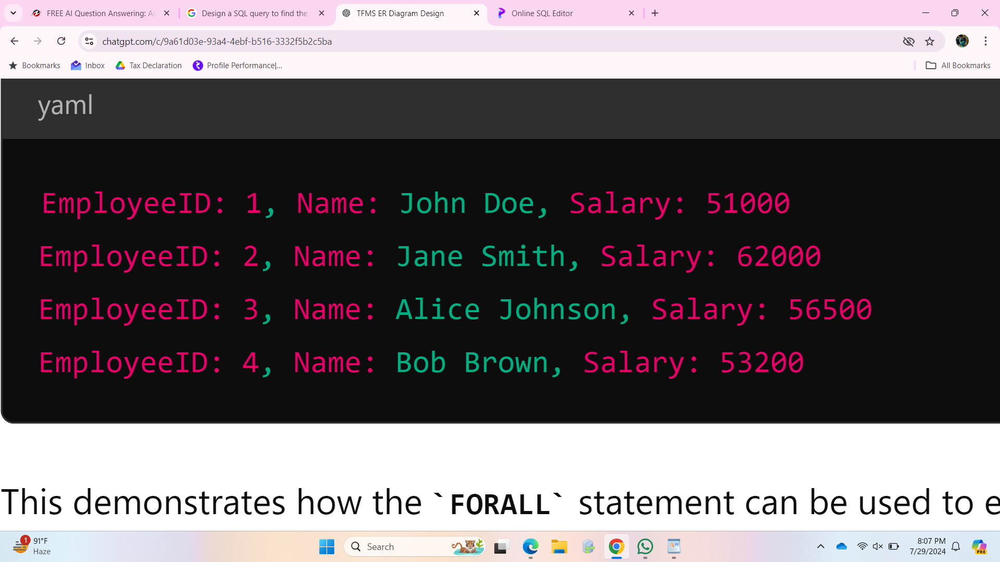 FREE AI Question Answering: As
Design a SQL query to find the
TFMS ER Diagram Design
Online SQL Editor
chatgpt.com/c/9a61d03e-93a4-4ebf-b516-3332f5b2c5ba
Bookmarks
Inbox
Tax Declaration
Profile Performance|...
All Bookmarks
yaml
EmployeeID: 1, Name: John Doe, Salary: 51000
EmployeeID: 2, Name: Jane Smith, Salary: 62000
EmployeeID: 3, Name: Alice Johnson, Salary: 56500
EmployeeID: 4, Name: Bob Brown, Salary: 53200
This demonstrates how the `FORALL` statement can be used to e
1
91°F
Haze
Search
8:07 PM
7/29/2024
PRE